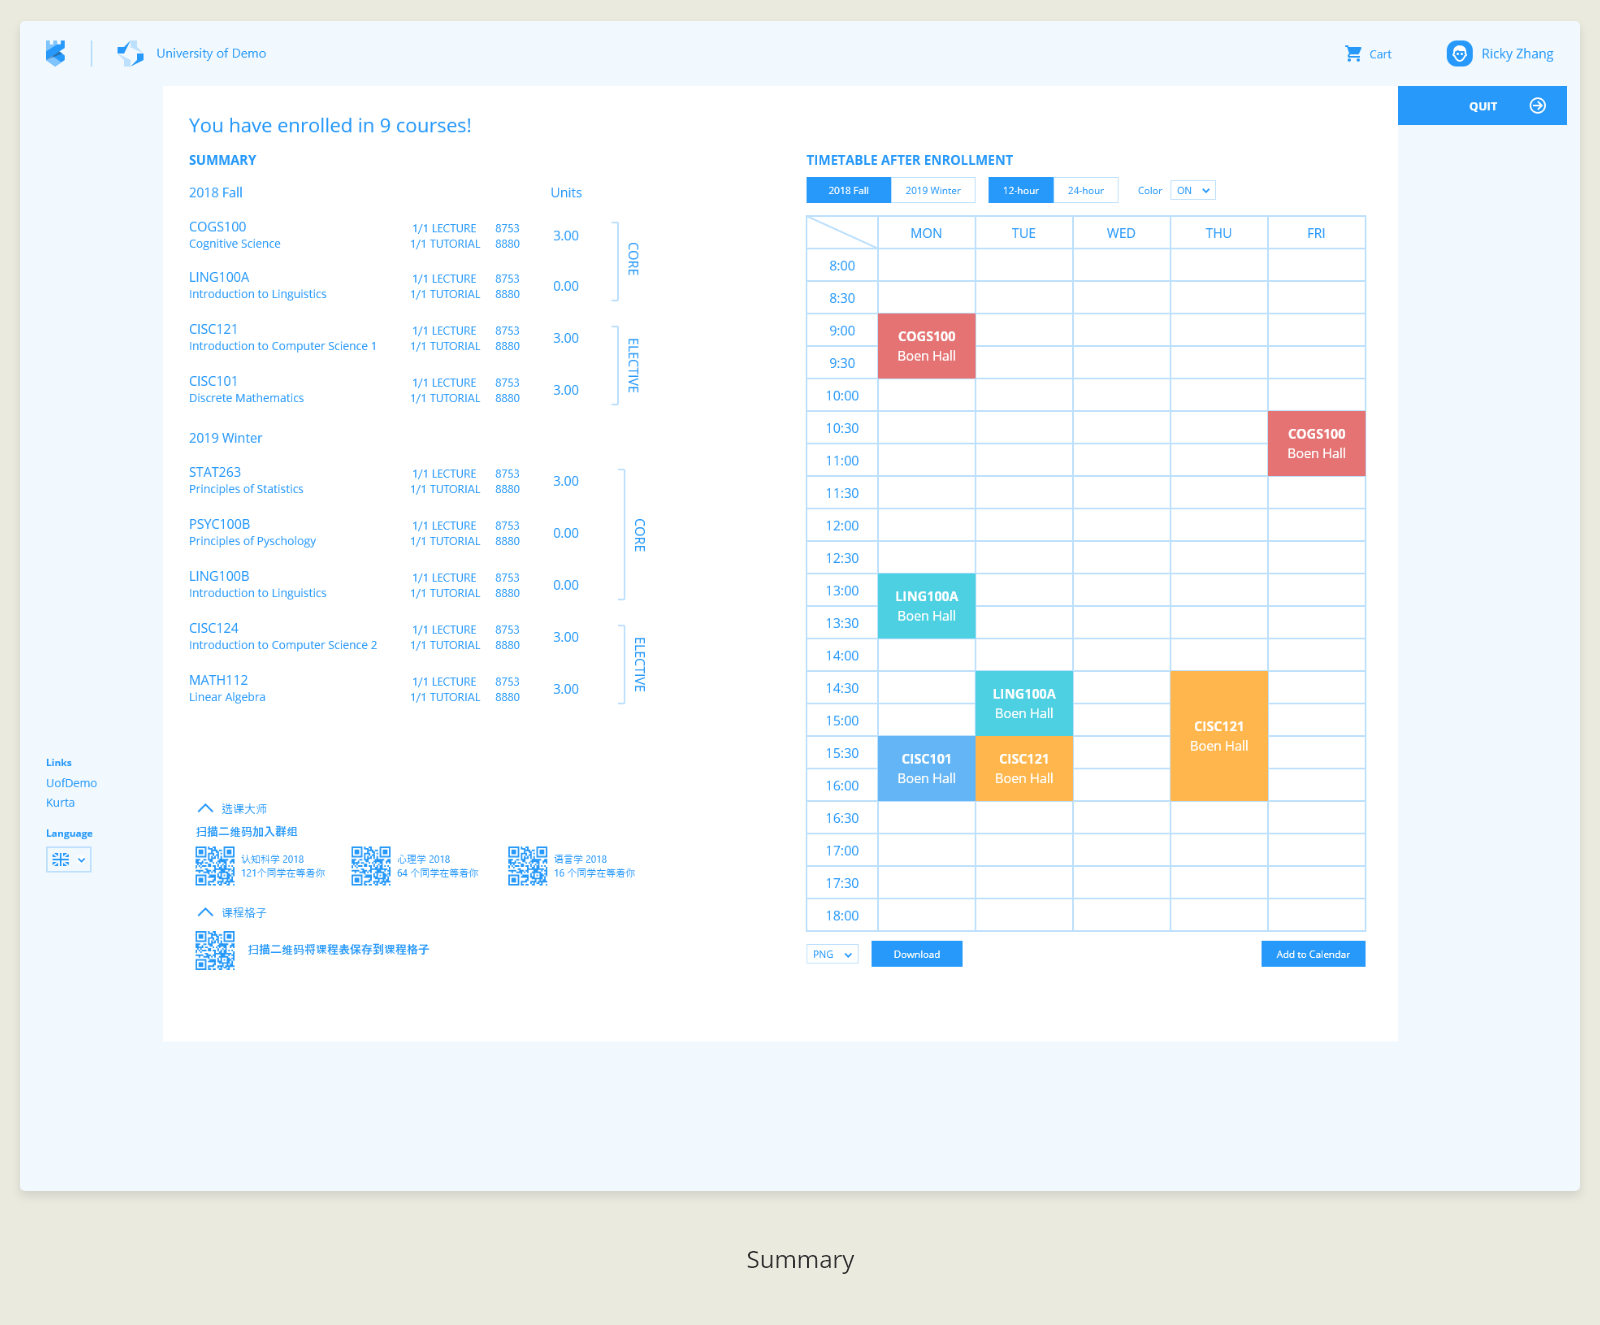 University of Demo
Cart
Ricky Zhang
QUIT
You have enrolled in 9 courses!
SUMMARY
2018 Fall Units
COGS100 1/1 LECTURE 8753
Cognitive Science 1/1 TUTORIAL 8880
3.00
LING100A 1/1 LECTURE 8753
Introduction to Linguistics 1/1 TUTORIAL 8880
0.00
CORE
CISC121 1/1 LECTURE 8753
Introduction to Computer Science 1 1/1 TUTORIAL 8880
3.00
CISC101 1/1 LECTURE 8753
Discrete Mathematics 1/1 TUTORIAL 8880
3.00
ELECTIVE
2019 Winter
STAT263 1/1 LECTURE 8753
Principles of Statistics 1/1 TUTORIAL 8880
3.00
PSYC100B 1/1 LECTURE 8753
Principles of Pyschology 1/1 TUTORIAL 8880
0.00
LING100B 1/1 LECTURE 8753
Introduction to Linguistics 1/1 TUTORIAL 8880
0.00
CORE
CISC124 1/1 LECTURE 8753
Introduction to Computer Science 2 1/1 TUTORIAL 8880
3.00
MATH112 1/1 LECTURE 8753
Linear Algebra 1/1 TUTORIAL 8880
3.00
ELECTIVE
选课大师
扫描二维码加入群组
认知科学 2018
121个同学在等着你
心理学 2018
64 个同学在等着你
语言学 2018
16 个同学在等着你
课程格子
扫描二维码将课程表保存到课程格子
Links
UofDemo
Kurta
Language
TIMETABLE AFTER ENROLLMENT
2018 Fall 2019 Winter 12-hour 24-hour Color ON
MON TUE WED THU FRI
8:00
8:30
9:00
9:30
10:00
10:30
11:00
11:30
12:00
12:30
13:00
13:30
14:00
14:30
15:00
15:30
16:00
16:30
17:00
17:30
18:00
COGS100
Boen Hall
COGS100
Boen Hall
LING100A
Boen Hall
LING100A
Boen Hall
CISC121
Boen Hall
CISC101
Boen Hall
CISC121
Boen Hall
PNG Download Add to Calendar
Summary